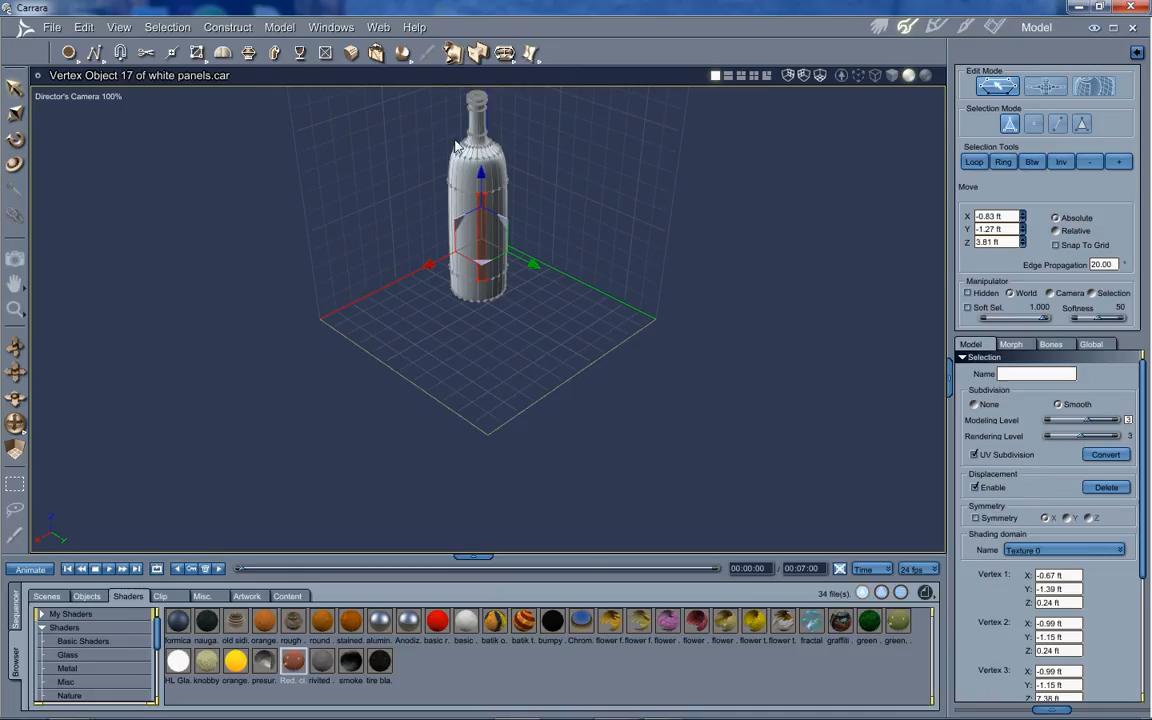 Carrara
File Edit View Selection Construct Model Windows Web Help
Model
Vertex Object 17 of white panels.car
Director's Camera 100%
Edit Mode
Selection Mode
Selection Tools
Loop Ring Btw Inv - +
Move
X -0.83 ft Absolute
Y -1.27 ft Relative
Z 3.81 ft Snap To Grid
Edge Propagation 20.00 °
Manipulator
Hidden World Camera Selection
Soft Sel. 1.000 Softness 50
Model Morph Bones Global
Selection
Name
Subdivision
None Smooth
Modeling Level 3
Rendering Level 3
UV Subdivision Convert
Displacement
Enable Delete
Symmetry
Symmetry X Y Z
Shading domain
Name Texture 0
Vertex 1: X: -0.67 ft
Y: -1.39 ft
Z: 0.24 ft
Vertex 2: X: -0.99 ft
Y: -1.15 ft
Z: 0.24 ft
Vertex 3: X: -0.99 ft
Y: -1.15 ft
Z: 7.38 ft
Animate 00:00:00 / 00:07:00 Time 24 fps
Scenes Objects Shaders Clip Misc. Artwork Content 34 file(s).
Sequencer
Browser
My Shaders
Shaders
Basic Shaders
Glass
Metal
Misc
Nature
formica nauga. old sidi. orange. rough . round . stained. alumin. Anodiz. basic r. basic . batik o. batik t. bumpy . Chrom. flower f. flower f. flower . flower . flower t. fractal graffiti . green . green,
HL Gla. knobby orange. presur. Red, cl. rivited . smoke tire bla.